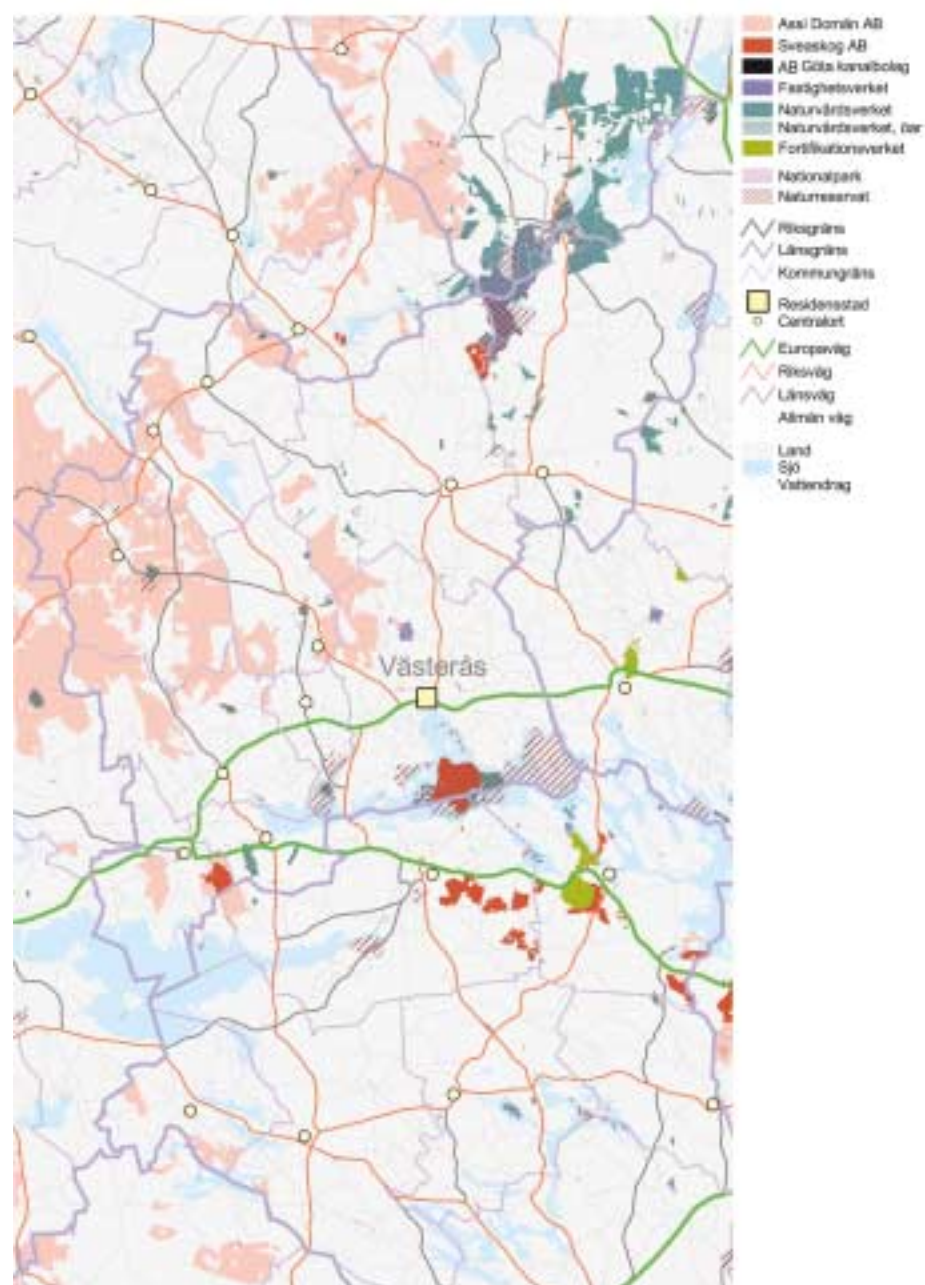 Assi Domän AB
Sveaskog AB
AB Göta kanalbolag
Fastighetsverket
Naturvårdsverket
Naturvårdsverket, öar
Fortifikationsverket
Nationalpark
Naturreservat
Riksgräns
Länsgräns
Kommungräns
Residensstad
Centralort
Europaväg
Riksväg
Länsväg
Allmän väg
Land
Sjö
Vattendrag
Västerås